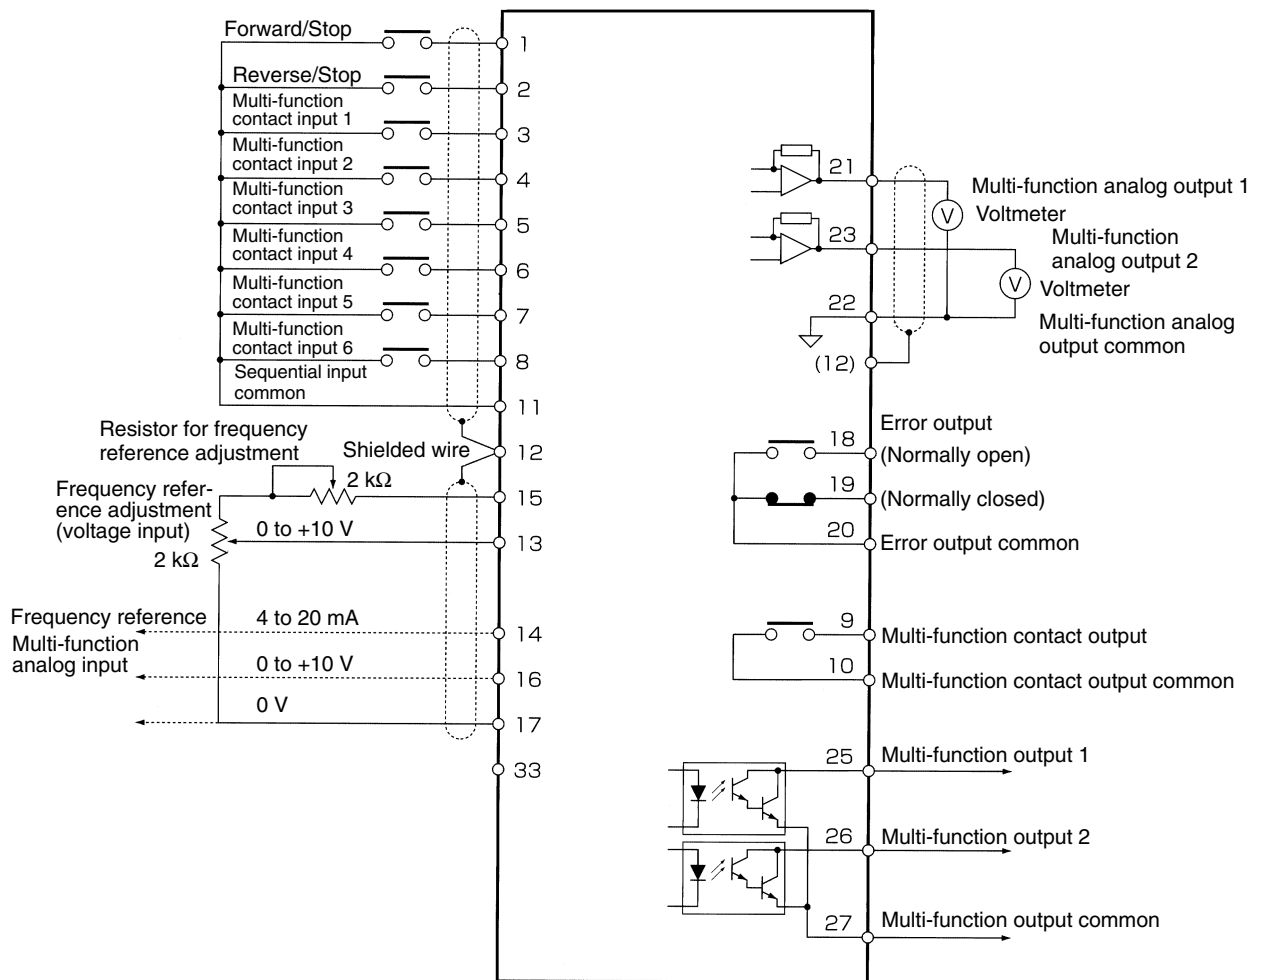 Forward/Stop
1
Reverse/Stop
2
Multi-function
contact input 1
3
Multi-function
contact input 2
4
Multi-function
contact input 3
5
Multi-function
contact input 4
6
Multi-function
contact input 5
7
Multi-function
contact input 6
8
Sequential input
common
11
Resistor for frequency
reference adjustment
Shielded wire
12
2 kΩ
15
Frequency refer-
ence adjustment
(voltage input)
2 kΩ
0 to +10 V
13
Frequency reference
4 to 20 mA
14
Multi-function
analog input
0 to +10 V
16
0 V
17
33
21
Multi-function analog output 1
V
Voltmeter
23
Multi-function
analog output 2
V
Voltmeter
22
Multi-function analog
output common
(12)
Error output
18
(Normally open)
19
(Normally closed)
20
Error output common
9
Multi-function contact output
10
Multi-function contact output common
25
Multi-function output 1
26
Multi-function output 2
27
Multi-function output common